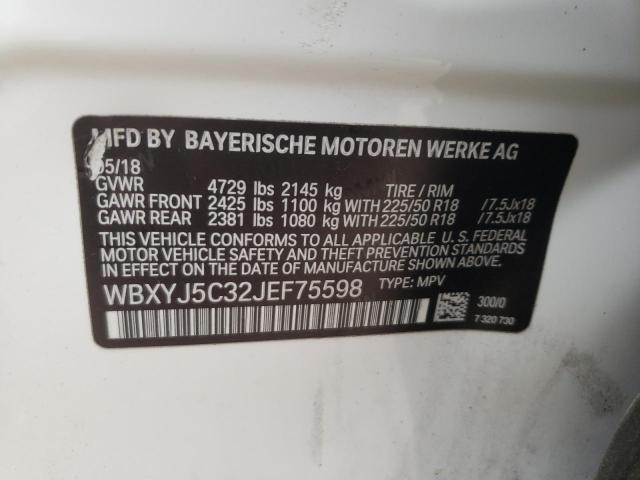 MFD BY BAYERISCHE MOTOREN WERKE AG
05/18
GVWR 4729 lbs 2145 kg TIRE / RIM
GAWR FRONT 2425 lbs 1100 kg WITH 225/50 R18 /7.5Jx18
GAWR REAR 2381 lbs 1080 kg WITH 225/50 R18 /7.5Jx18
THIS VEHICLE CONFORMS TO ALL APPLICABLE U. S. FEDERAL
MOTOR VEHICLE SAFETY AND THEFT PREVENTION STANDARDS
IN EFFECT ON THE DATE OF MANUFACTURE SHOWN ABOVE.
WBXYJ5C32JEF75598 TYPE: MPV
300/0
7 320 730